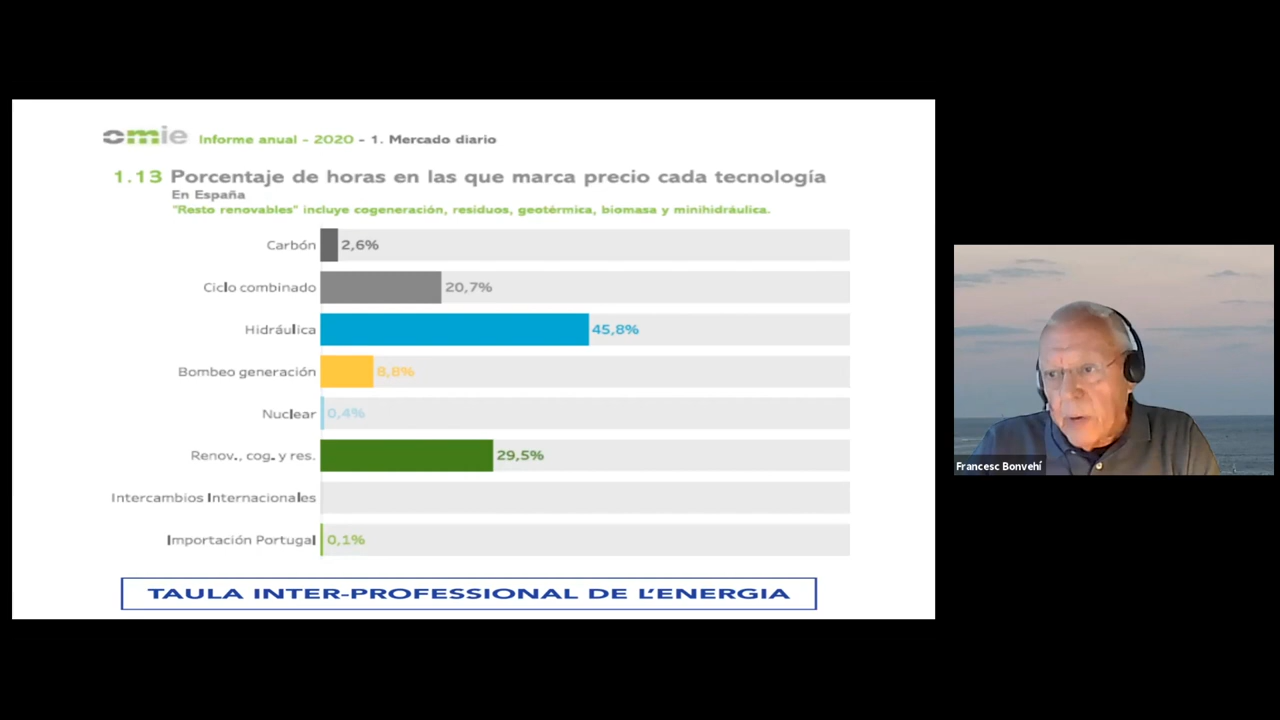 omie Informe anual - 2020 - 1. Mercado diario
1.13 Porcentaje de horas en las que marca precio cada tecnología
En España
"Resto renovables" incluye cogeneración, residuos, geotérmica, biomasa y minihidráulica.
Carbón 2,6%
Ciclo combinado 20,7%
Hidráulica 45,8%
Bombeo generación 8,8%
Nuclear 0,4%
Renov., cog. y res. 29,5%
Intercambios Internacionales
Importación Portugal 0,1%
TAULA INTER-PROFESSIONAL DE L'ENERGIA
Francesc Bonvehí